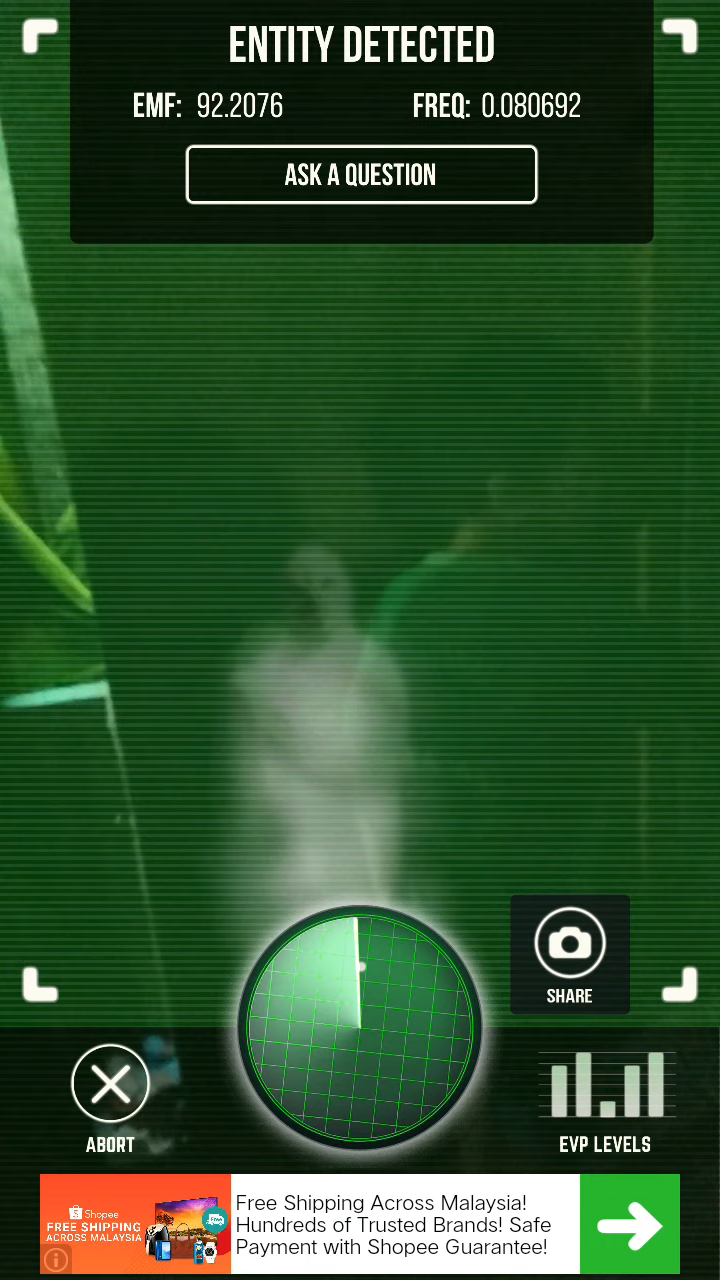 ENTITY DETECTED
EMF: 92.2076 FREQ: 0.080692
ASK A QUESTION
SHARE
ABORT
EVP LEVELS
Shopee
FREE SHIPPING
ACROSS MALAYSIA
Free
Free Shipping Across Malaysia!
Hundreds of Trusted Brands! Safe
Payment with Shopee Guarantee!